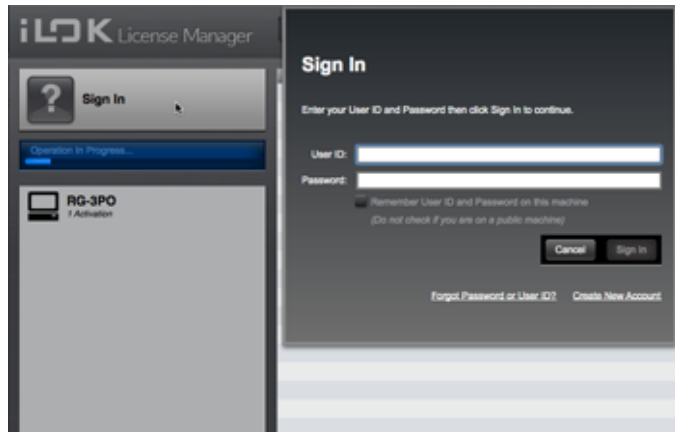 iLOK License Manager
Sign In
Operation In Progress...
RG-3PO
1 Activation
Sign In
Enter your User ID and Password then click Sign In to continue.
User ID:
Password:
Remember User ID and Password on this machine
(Do not check if you are on a public machine)
Cancel Sign In
Forgot Password or User ID? Create New Account